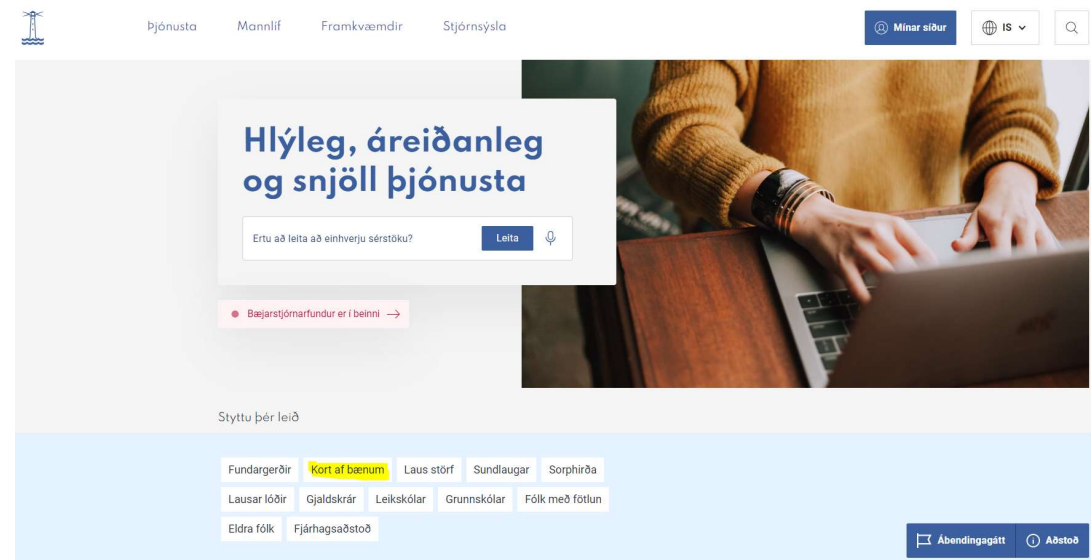 Þjónusta Mannlíf Framkvæmdir Stjórnsýsla Mínar síður IS
Hlýleg, áreiðanleg
og snjöll þjónusta
Ertu að leita að einhverju sérstöku? Leita
Bæjarstjórnarfundur er í beinni →
Styttu þér leið
Fundargerðir Kort af bænum Laus störf Sundlaugar Sorphirða
Lausar lóðir Gjaldskrár Leikskólar Grunnskólar Fólk með fötlun
Eldra fólk Fjárhagsaðstoð
Ábendingagátt Aðstoð